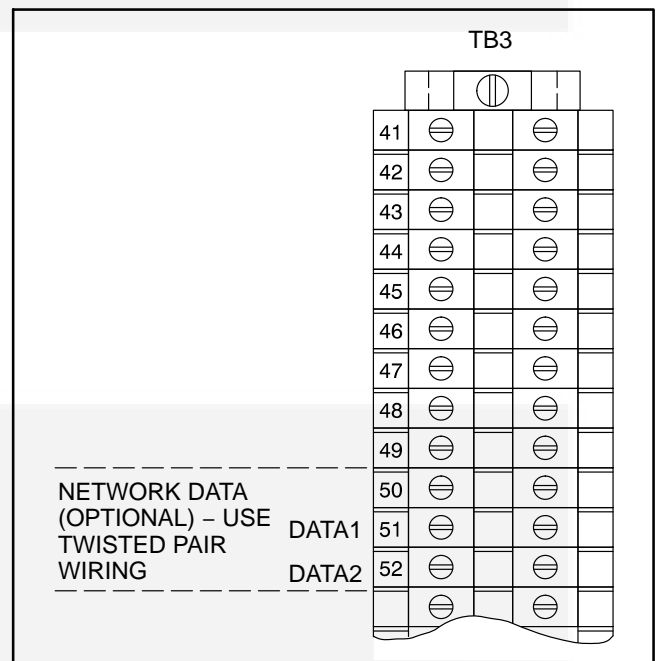 TB3
41
42
43
44
45
46
47
48
49
50
51
52
NETWORK DATA
(OPTIONAL) – USE
TWISTED PAIR
WIRING
DATA1
DATA2